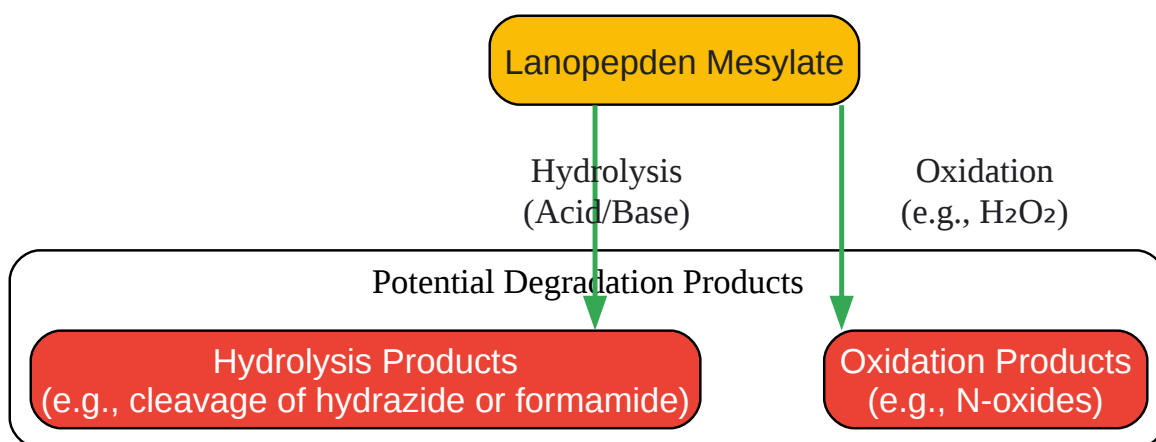 Lanopepden Mesylate
Hydrolysis
(Acid/Base)
Oxidation
(e.g., H₂O₂)
Potential Degradation Products
Hydrolysis Products
(e.g., cleavage of hydrazide or formamide)
Oxidation Products
(e.g., N-oxides)